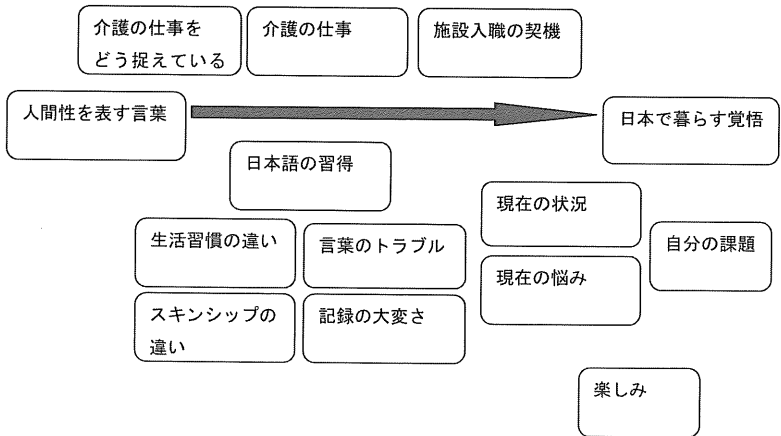 介護の仕事を
どう捉えている
介護の仕事
施設入職の契機
人間性を表す言葉
日本で暮らす覚悟
日本語の習得
現在の状況
生活習慣の違い
言葉のトラブル
自分の課題
現在の悩み
スキンシップの
違い
記録の大変さ
楽しみ